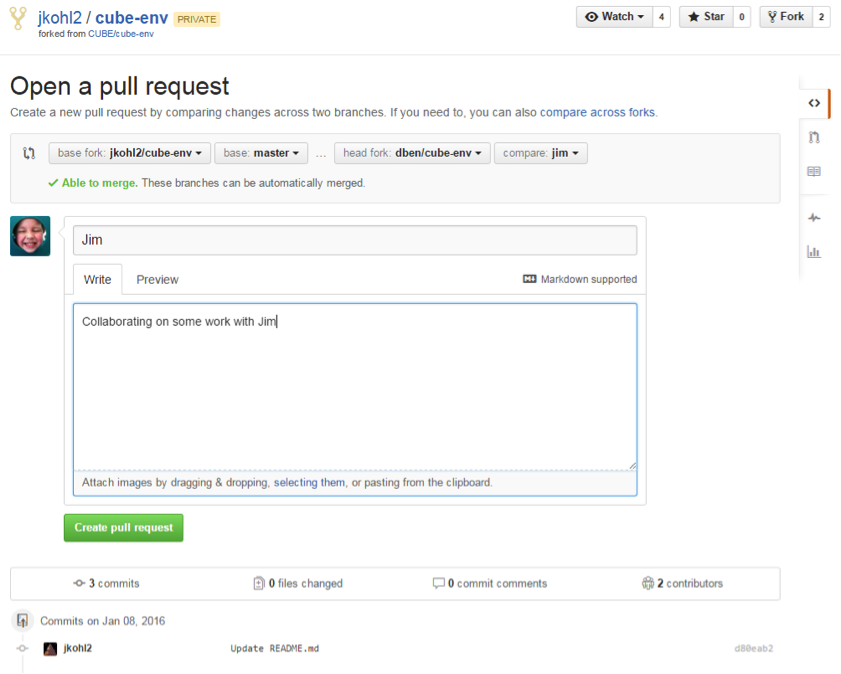 jkohl2 / cube-env PRIVATE Watch 4 Star 0 Fork 2
forked from CUBE/cube-env
Open a pull request
Create a new pull request by comparing changes across two branches. If you need to, you can also compare across forks.
base fork: jkohl2/cube-env base: master ... head fork: dben/cube-env compare: jim
Able to merge. These branches can be automatically merged.
Jim
Write Preview Markdown supported
Collaborating on some work with Jim
Attach images by dragging & dropping, selecting them, or pasting from the clipboard.
Create pull request
3 commits 0 files changed 0 commit comments 2 contributors
Commits on Jan 08, 2016
jkohl2 Update README.md d80eab2